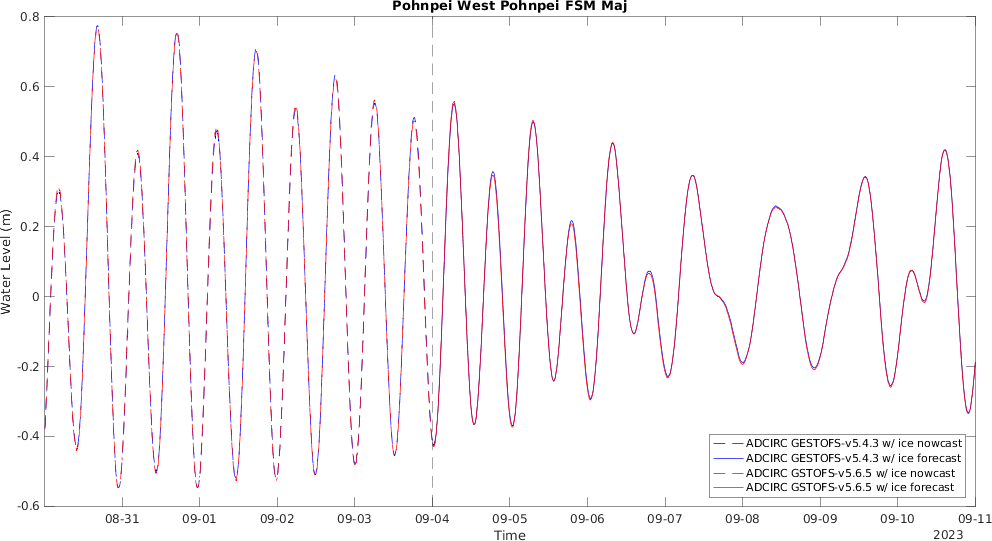 Pohnpei West Pohnpei FSM Maj
0.8
0.6
0.4
0.2
0
-0.2
-0.4
-0.6
Water Level (m)
ADCIRC GESTOFS-v5.4.3 w/ ice nowcast
ADCIRC GESTOFS-v5.4.3 w/ ice forecast
ADCIRC GSTOFS-v5.6.5 w/ ice nowcast
ADCIRC GSTOFS-v5.6.5 w/ ice forecast
08-31 09-01 09-02 09-03 09-04 09-05 09-06 09-07 09-08 09-09 09-10 09-11
Time
2023